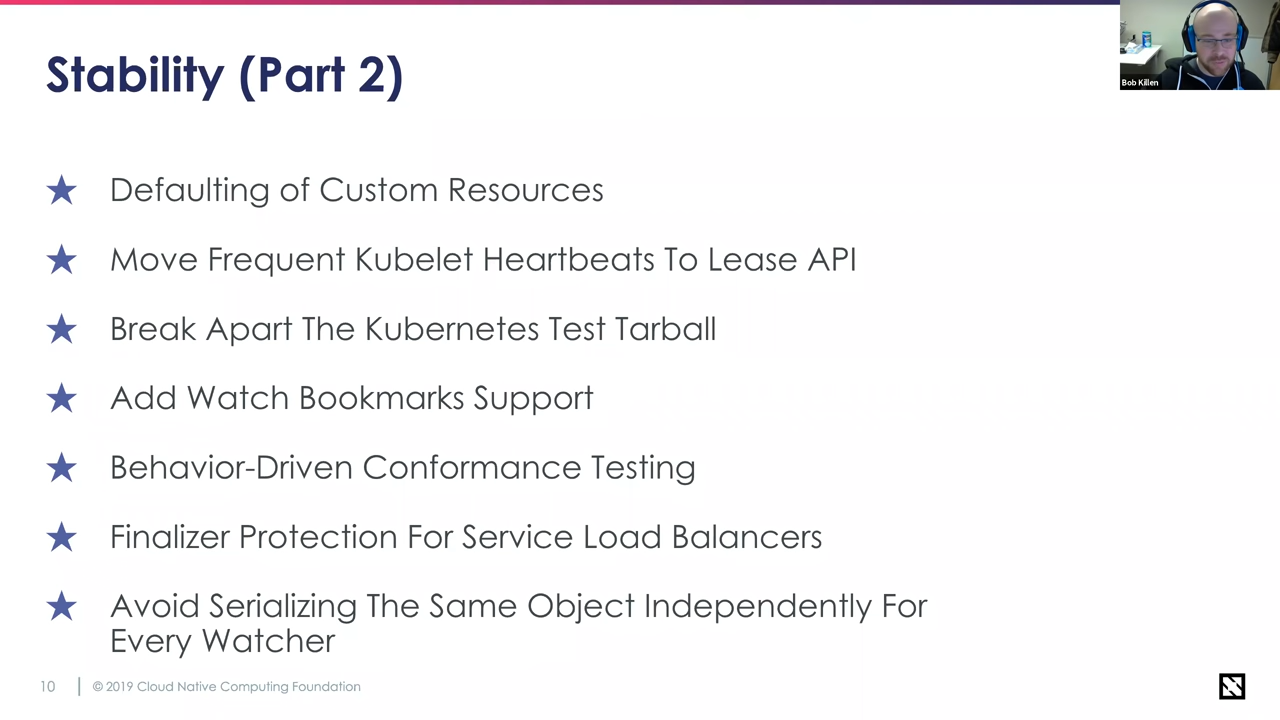 Stability (Part 2)
Bob Killen
★ Defaulting of Custom Resources
★ Move Frequent Kubelet Heartbeats To Lease API
★ Break Apart The Kubernetes Test Tarball
★ Add Watch Bookmarks Support
★ Behavior-Driven Conformance Testing
★ Finalizer Protection For Service Load Balancers
★ Avoid Serializing The Same Object Independently For
Every Watcher
10 | © 2019 Cloud Native Computing Foundation